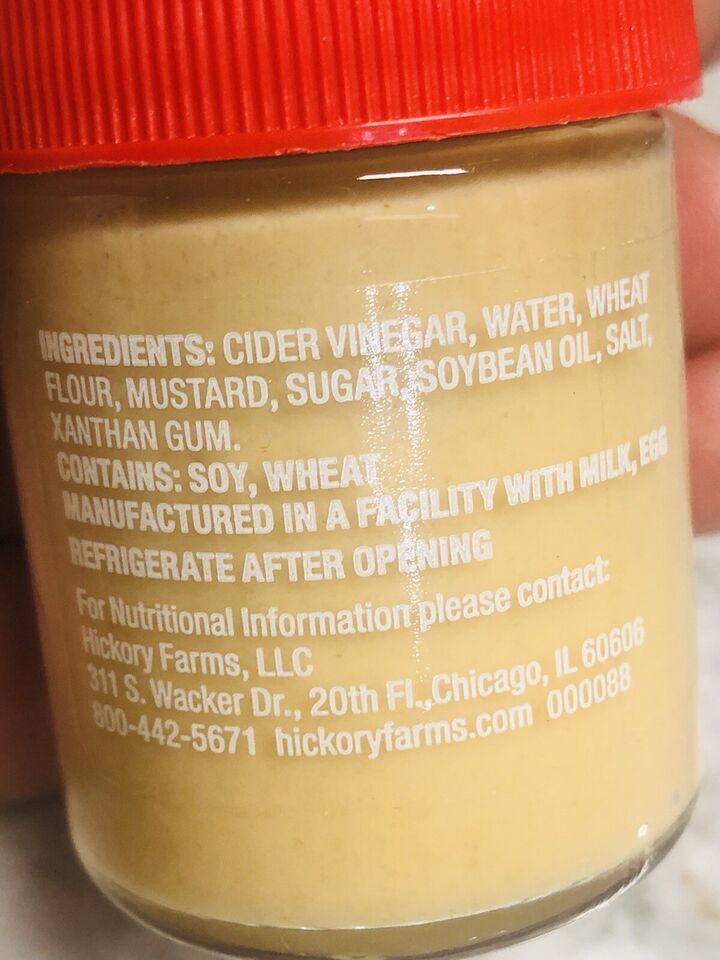 INGREDIENTS: CIDER VINEGAR, WATER, WHEAT
FLOUR, MUSTARD, SUGAR, SOYBEAN OIL, SALT,
XANTHAN GUM.
CONTAINS: SOY, WHEAT
MANUFACTURED IN A FACILITY WITH MILK, EGG
REFRIGERATE AFTER OPENING
For Nutritional Information please contact:
Hickory Farms, LLC
311 S. Wacker Dr., 20th Fl., Chicago, IL 60606
800-442-5671 hickoryfarms.com 000088